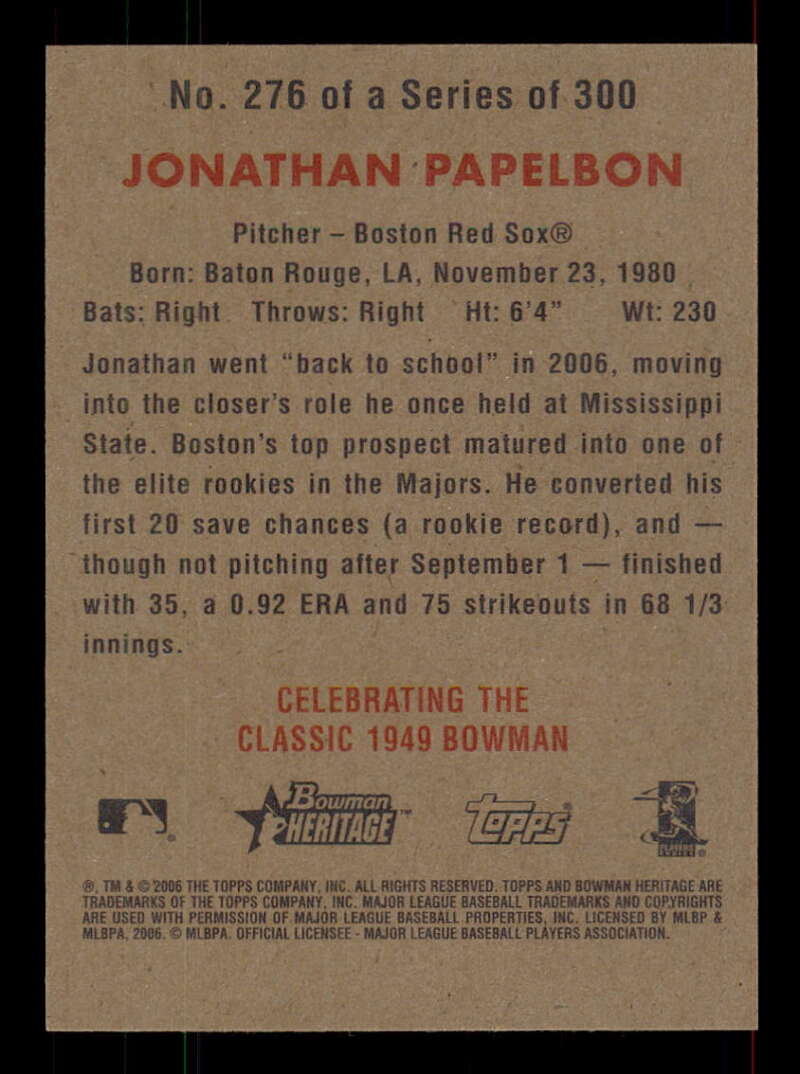 No. 276 of a Series of 300
JONATHAN PAPELBON
Pitcher – Boston Red Sox®
Born: Baton Rouge, LA, November 23, 1980
Bats: Right Throws: Right Ht: 6'4” Wt: 230
Jonathan went “back to school” in 2006, moving
into the closer's role he once held at Mississippi
State. Boston's top prospect matured into one of
the elite rookies in the Majors. He converted his
first 20 save chances (a rookie record), and —
though not pitching after September 1 — finished
with 35, a 0.92 ERA and 75 strikeouts in 68 1/3
innings.
CELEBRATING THE
CLASSIC 1949 BOWMAN
Bowman HERITAGE™ Topps® PLAYERS
®, TM & © 2006 THE TOPPS COMPANY, INC. ALL RIGHTS RESERVED. TOPPS AND BOWMAN HERITAGE ARE
TRADEMARKS OF THE TOPPS COMPANY, INC. MAJOR LEAGUE BASEBALL TRADEMARKS AND COPYRIGHTS
ARE USED WITH PERMISSION OF MAJOR LEAGUE BASEBALL PROPERTIES, INC. LICENSED BY MLBP &
MLBPA, 2006. © MLBPA. OFFICIAL LICENSEE - MAJOR LEAGUE BASEBALL PLAYERS ASSOCIATION.